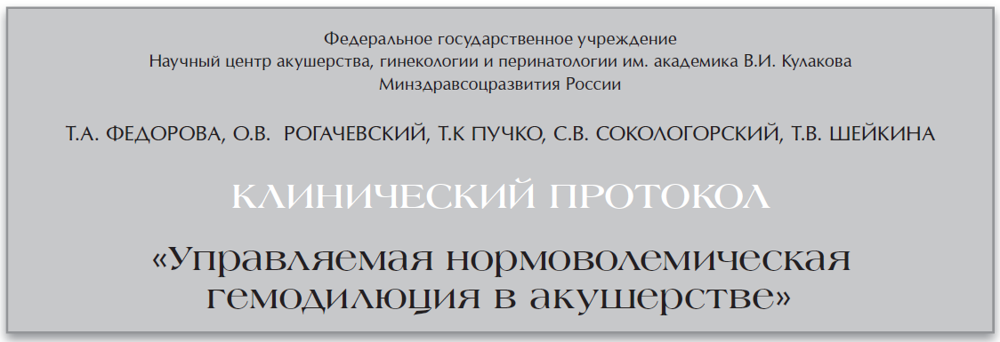 Федеральное государственное учреждение
Научный центр акушерства, гинекологии и перинатологии им. академика В.И. Кулакова
Минздравсоцразвития России
Т.А. ФЕДОРОВА, О.В. РОГАЧЕВСКИЙ, Т.К ПУЧКО, С.В. СОКОЛОГОРСКИЙ, Т.В. ШЕЙКИНА
КЛИНИЧЕСКИЙ ПРОТОКОЛ
«Управляемая нормоволемическая
гемодилюция в акушерстве»